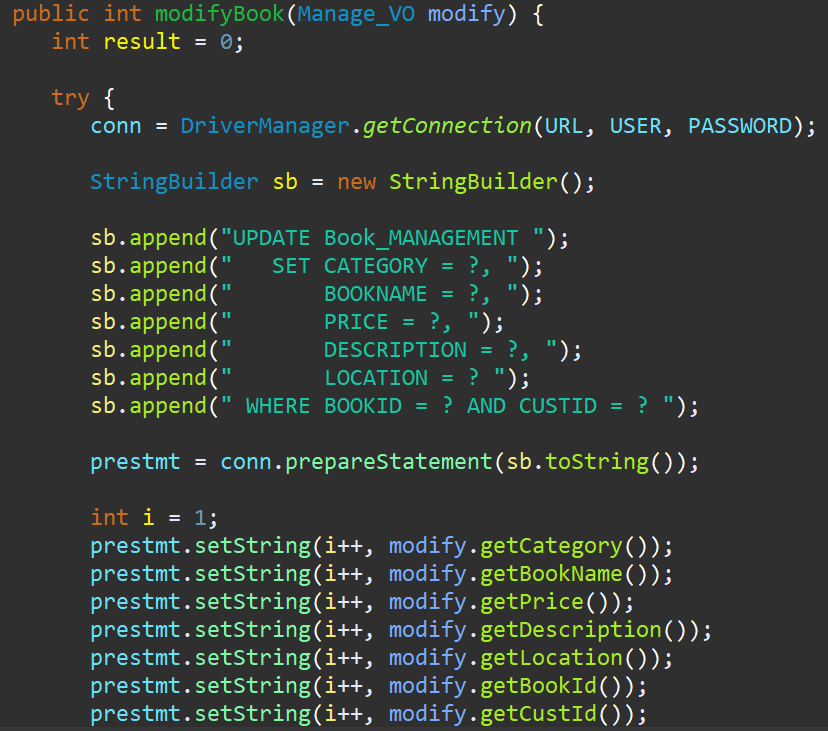 public int modifyBook(Manage_VO modify) {
int result = 0;
try {
conn = DriverManager.getConnection(URL, USER, PASSWORD);
StringBuilder sb = new StringBuilder();
sb.append("UPDATE Book_MANAGEMENT ");
sb.append("   SET CATEGORY = ?, ");
sb.append("       BOOKNAME = ?, ");
sb.append("       PRICE = ?, ");
sb.append("       DESCRIPTION = ?, ");
sb.append("       LOCATION = ? ");
sb.append(" WHERE BOOKID = ? AND CUSTID = ? ");
prestmt = conn.prepareStatement(sb.toString());
int i = 1;
prestmt.setString(i++, modify.getCategory());
prestmt.setString(i++, modify.getBookName());
prestmt.setString(i++, modify.getPrice());
prestmt.setString(i++, modify.getDescription());
prestmt.setString(i++, modify.getLocation());
prestmt.setString(i++, modify.getBookId());
prestmt.setString(i++, modify.getCustId());